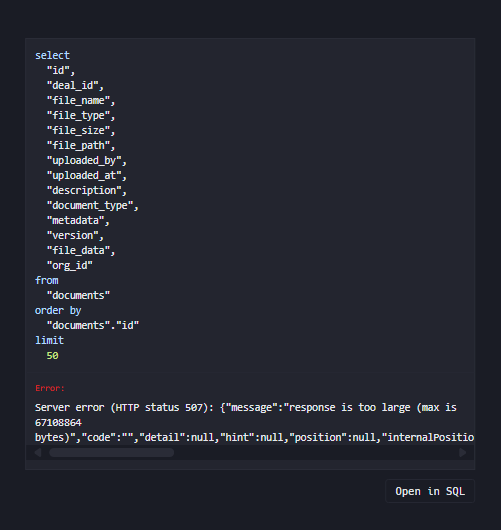 select
"id",
"deal_id",
"file_name",
"file_type",
"file_size",
"file_path",
"uploaded_by",
"uploaded_at",
"description",
"document_type",
"metadata",
"version",
"file_data",
"org_id"
from
"documents"
order by
"documents"."id"
limit
50
Error:
Server error (HTTP status 507): {"message":"response is too large (max is
67108864
bytes)","code":"","detail":null,"hint":null,"position":null,"internalPositio
Open in SQL